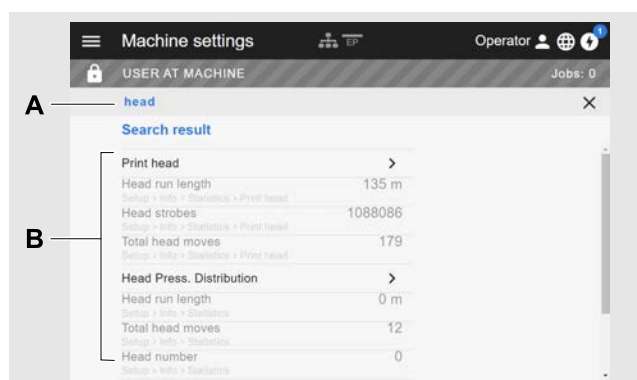 Machine settings EP Operator 1
USER AT MACHINE Jobs: 0
A head
Search result
Print head
Head run length 135 m
Setup > Info > Statistics > Print head
Head strobes 1088086
Setup > Info > Statistics > Print head
Total head moves 179
Setup > Info > Statistics > Print head
B
Head Press. Distribution
Head run length 0 m
Setup > Info > Statistics
Total head moves 12
Setup > Info > Statistics
Head number 0
Setup > Info > Statistics